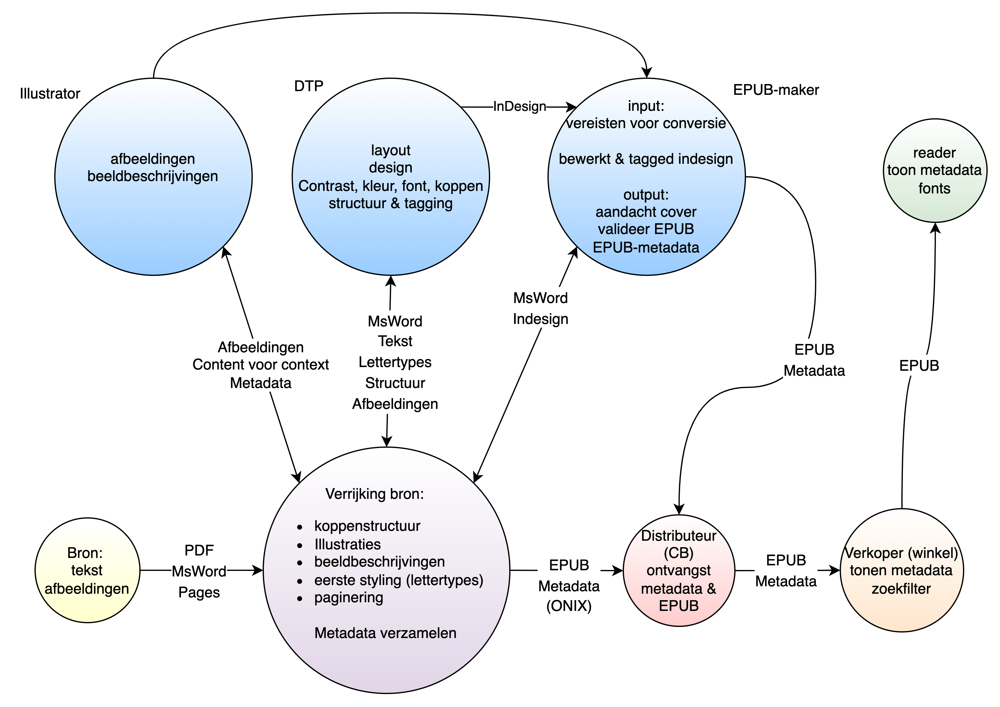 Illustrator
afbeeldingen
beeldbeschrijvingen
DTP
layout
design
Contrast, kleur, font, koppen
structuur & tagging
InDesign
EPUB-maker
input:
vereisten voor conversie
bewerkt & tagged indesign
output:
aandacht cover
valideer EPUB
EPUB-metadata
reader
toon metadata
fonts
Afbeeldingen
Content voor context
Metadata
MsWord
Tekst
Lettertypes
Structuur
Afbeeldingen
MsWord
Indesign
EPUB
Metadata
EPUB
Bron:
tekst
afbeeldingen
PDF
MsWord
Pages
Verrijking bron:
• koppenstructuur
• Illustraties
• beeldbeschrijvingen
• eerste styling (lettertypes)
• paginering
Metadata verzamelen
EPUB
Metadata
(ONIX)
Distributeur
(CB)
ontvangst
metadata &
EPUB
EPUB
Metadata
Verkoper (winkel)
tonen metadata
zoekfilter